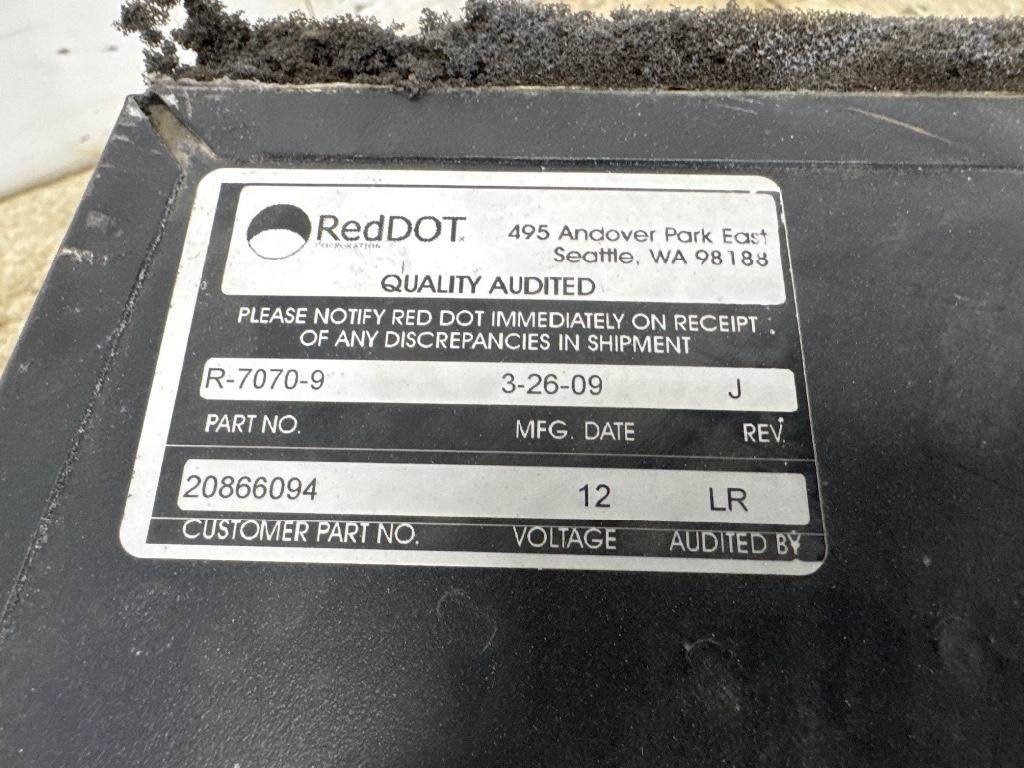 RedDOT
CORPORATION
495 Andover Park East
Seattle, WA 98188
QUALITY AUDITED
PLEASE NOTIFY RED DOT IMMEDIATELY ON RECEIPT
OF ANY DISCREPANCIES IN SHIPMENT
R-7070-9 3-26-09 J
PART NO. MFG. DATE REV.
20866094 12 LR
CUSTOMER PART NO. VOLTAGE AUDITED BY